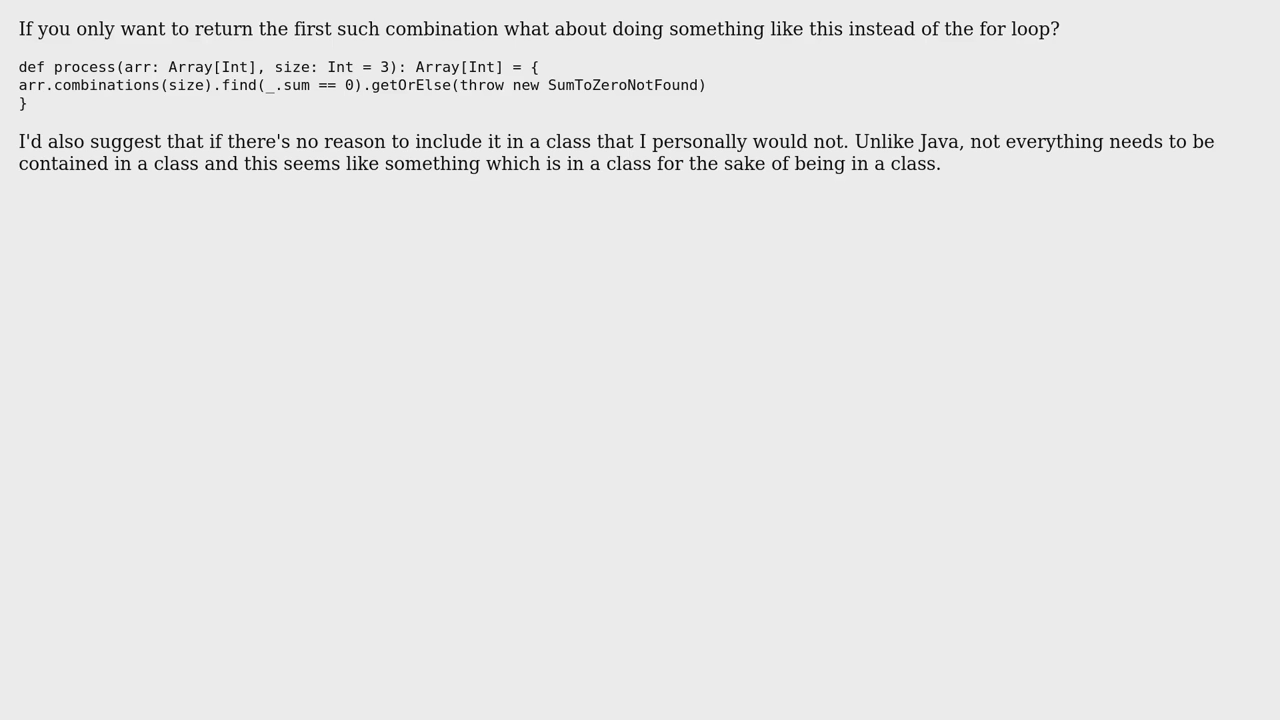 If you only want to return the first such combination what about doing something like this instead of the for loop?
def process(arr: Array[Int], size: Int = 3): Array[Int] = {
arr.combinations(size).find(_.sum == 0).getOrElse(throw new SumToZeroNotFound)
}
I'd also suggest that if there's no reason to include it in a class that I personally would not. Unlike Java, not everything needs to be
contained in a class and this seems like something which is in a class for the sake of being in a class.